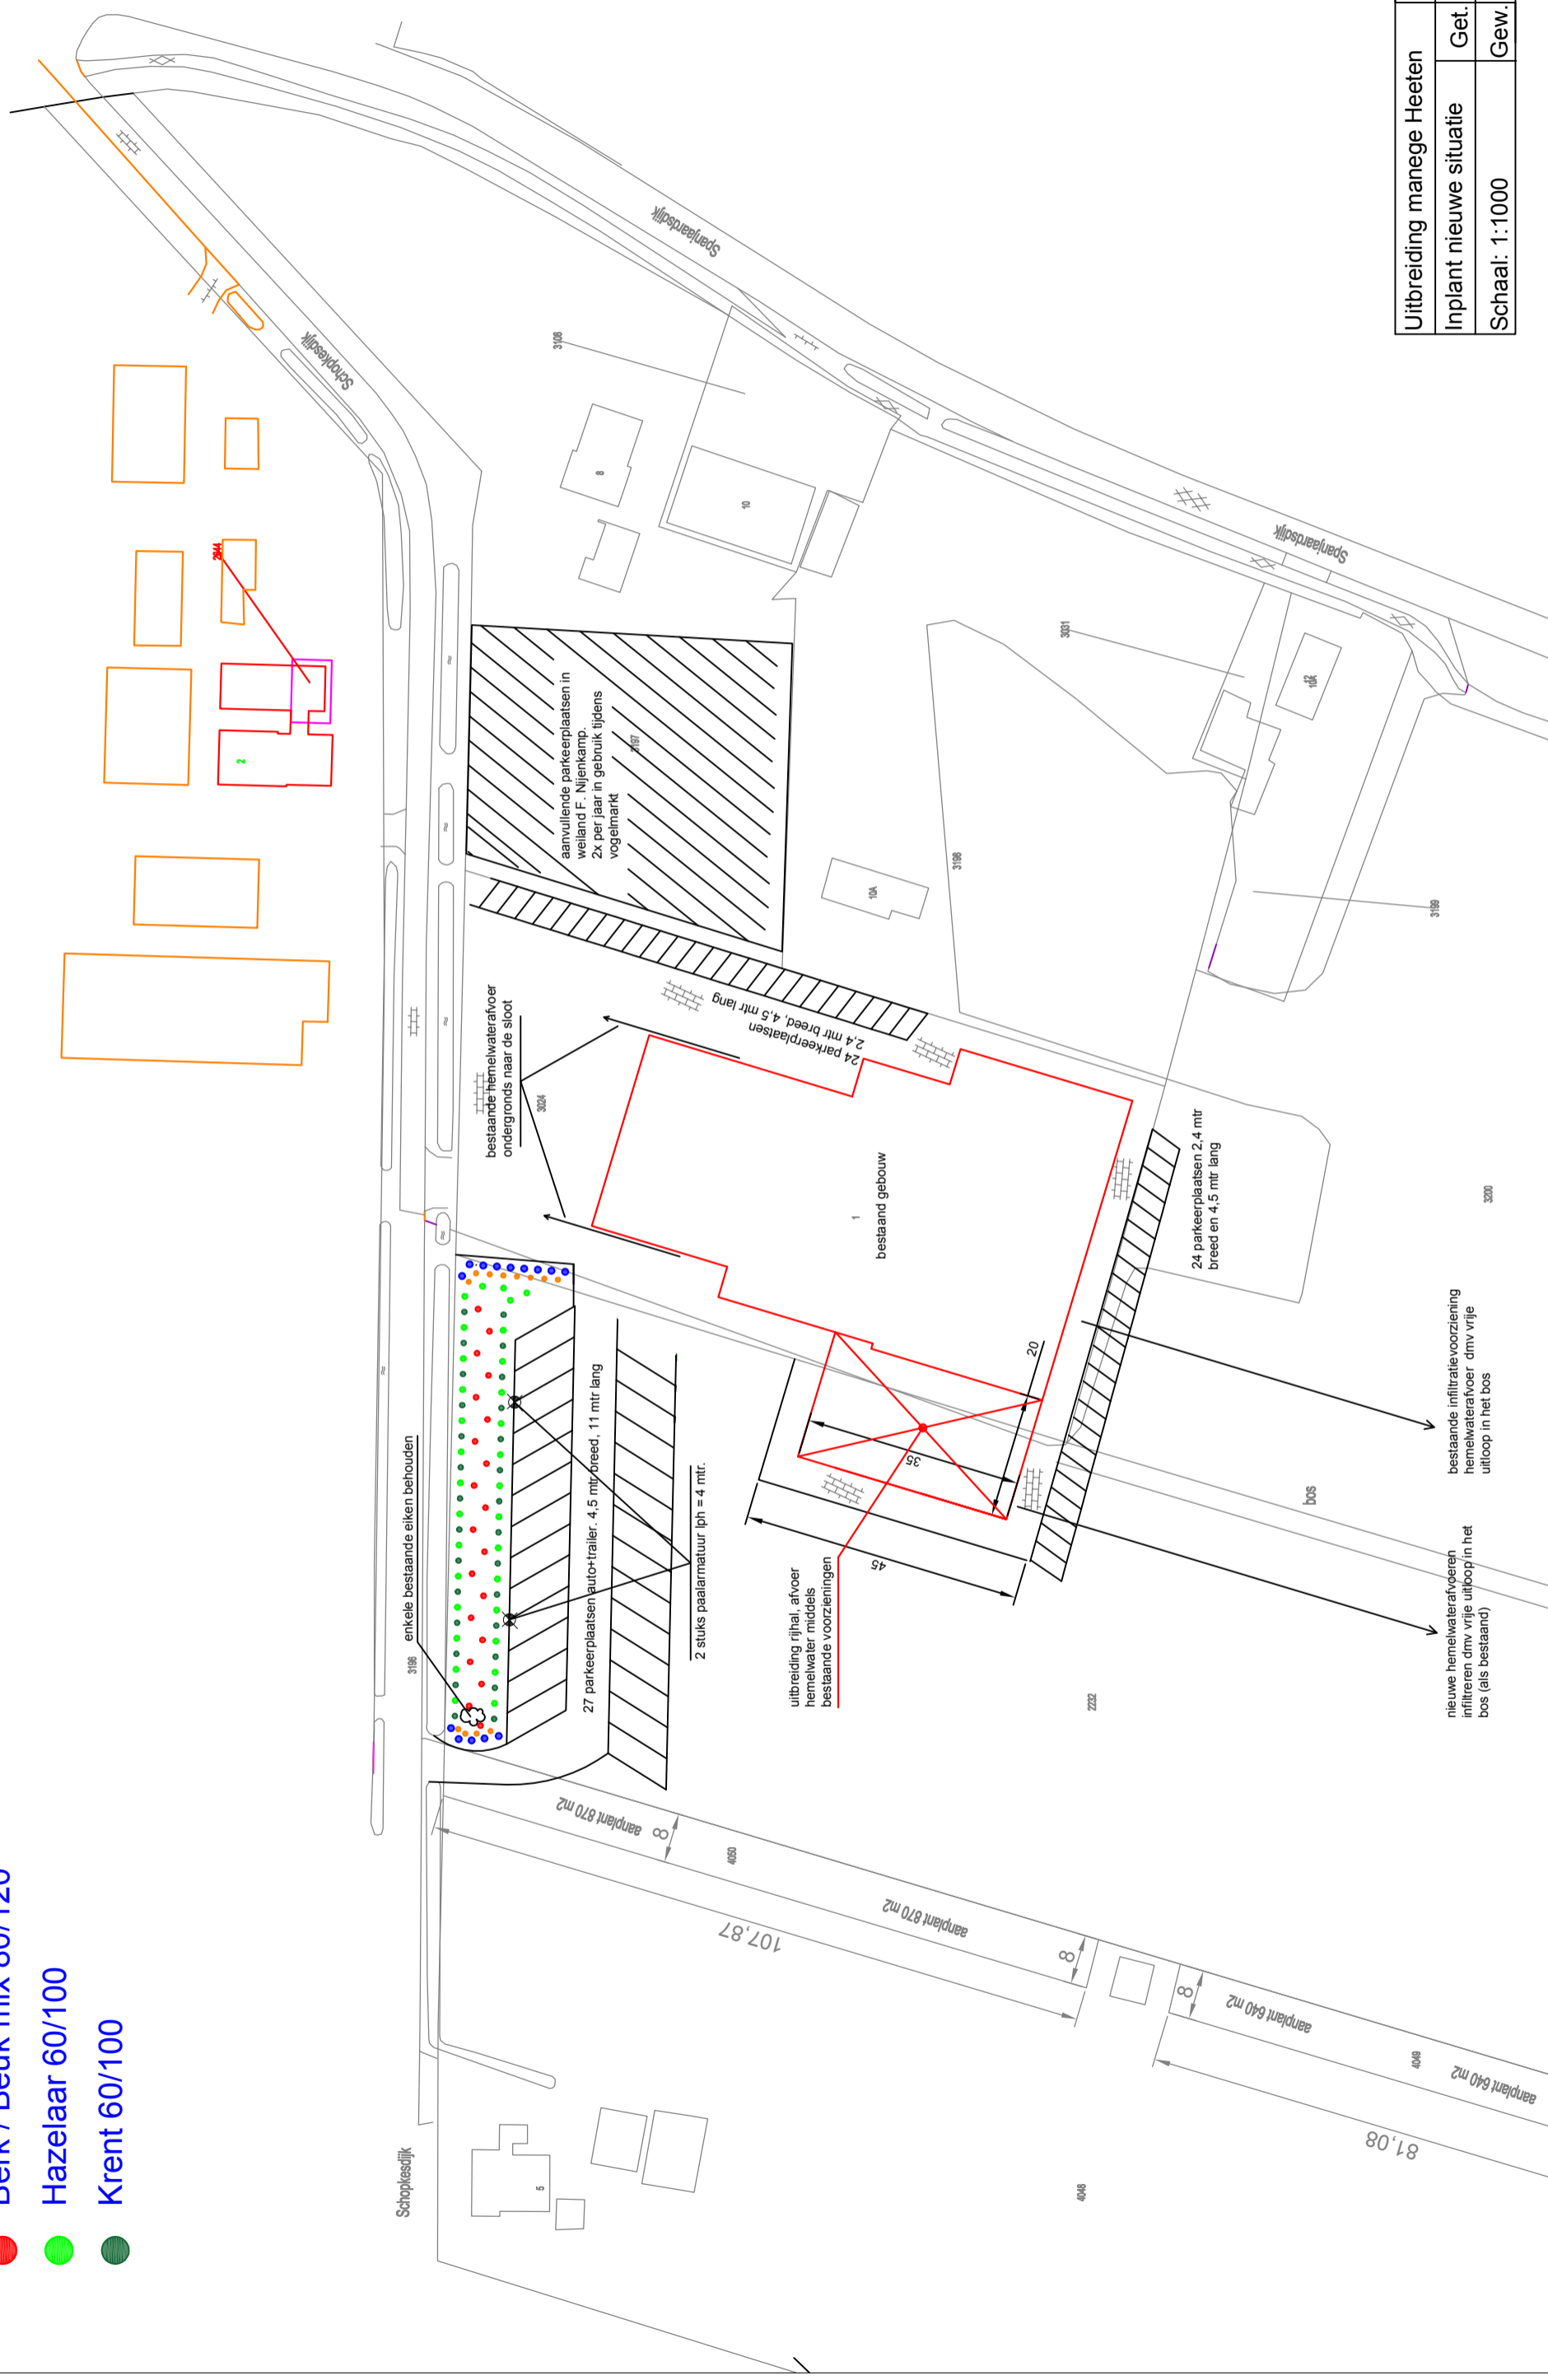 Hazelaar 60/100
Krent 60/100
Schopkesdijk
5
3196
enkele bestaande eiken behouden
27 parkeerplaatsen auto+trailer. 4,5 mtr breed, 11 mtr lang
2 stuks paalarmatuur lph = 4 mtr.
uitbreiding rijhal, afvoer
hemelwater middels
bestaande voorzieningen
45
35
20
bestaande hemelwaterafvoer
ondergronds naar de sloot
3024
1
bestaand gebouw
24 parkeerplaatsen
2,4 mtr breed, 4,5 mtr lang
aanvullende parkeerplaatsen in
weiland F. Nijenkamp.
2x per jaar in gebruik tijdens
vogelmarkt
3197
2
Schopkesdijk
3108
8
10
Spanjaardsdijk
Spanjaardsdijk
3031
12
10A
10A
3198
3199
3200
24 parkeerplaatsen 2,4 mtr
breed en 4,5 mtr lang
bestaande infiltratievoorziening
hemelwaterafvoer dmv vrije
uitloop in het bos
bos
nieuwe hemelwaterafvoeren
infiltreren dmv vrije uitloop in het
bos (als bestaand)
2232
aanplant 870 m2
8
4050
107,87
aanplant 870 m2
8
8
aanplant 640 m2
4049
aanplant 640 m2
81,08
4048
Uitbreiding manege Heeten
Inplant nieuwe situatie
Get.
Schaal: 1:1000
Gew.